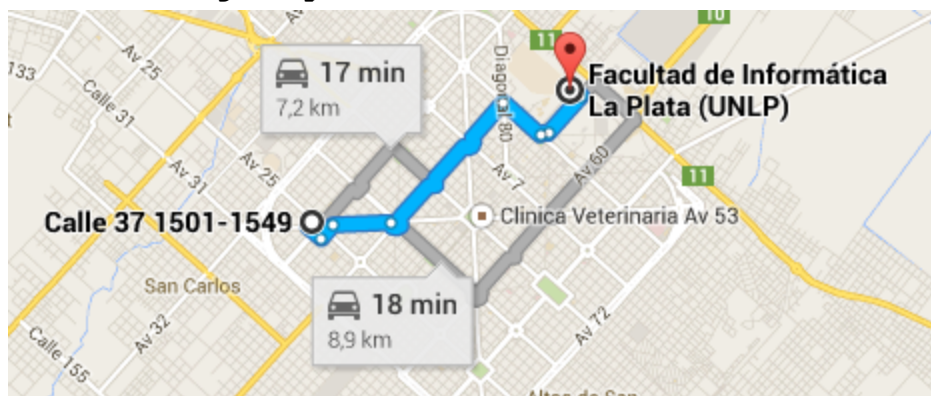 10
11
Av 25
133
17 min
7,2 km
Diagonal 80
Facultad de Informática
La Plata (UNLP)
Calle 31
Av 31
Av 25
Av 7
Av 60
11
Calle 37 1501-1549
Clinica Veterinaria Av 53
San Carlos
18 min
8,9 km
Av 32
Av 72
Calle 155